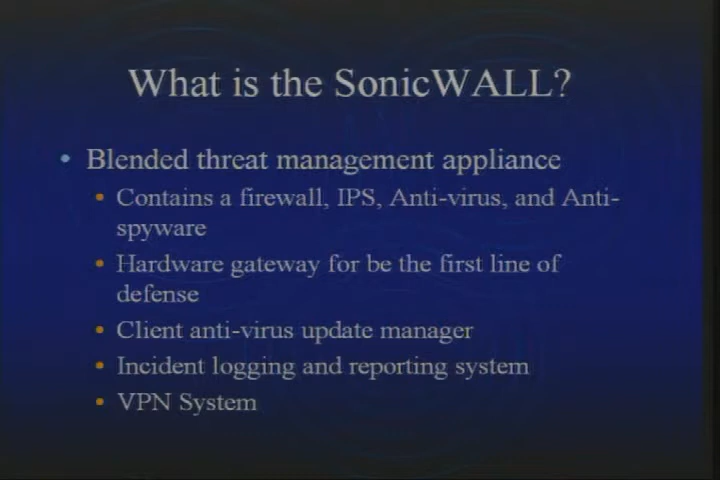 What is the SonicWALL?
Blended threat management appliance
Contains a firewall, IPS, Anti-virus, and Anti-
spyware
Hardware gateway for be the first line of
defense
Client anti-virus update manager
Incident logging and reporting system
VPN System